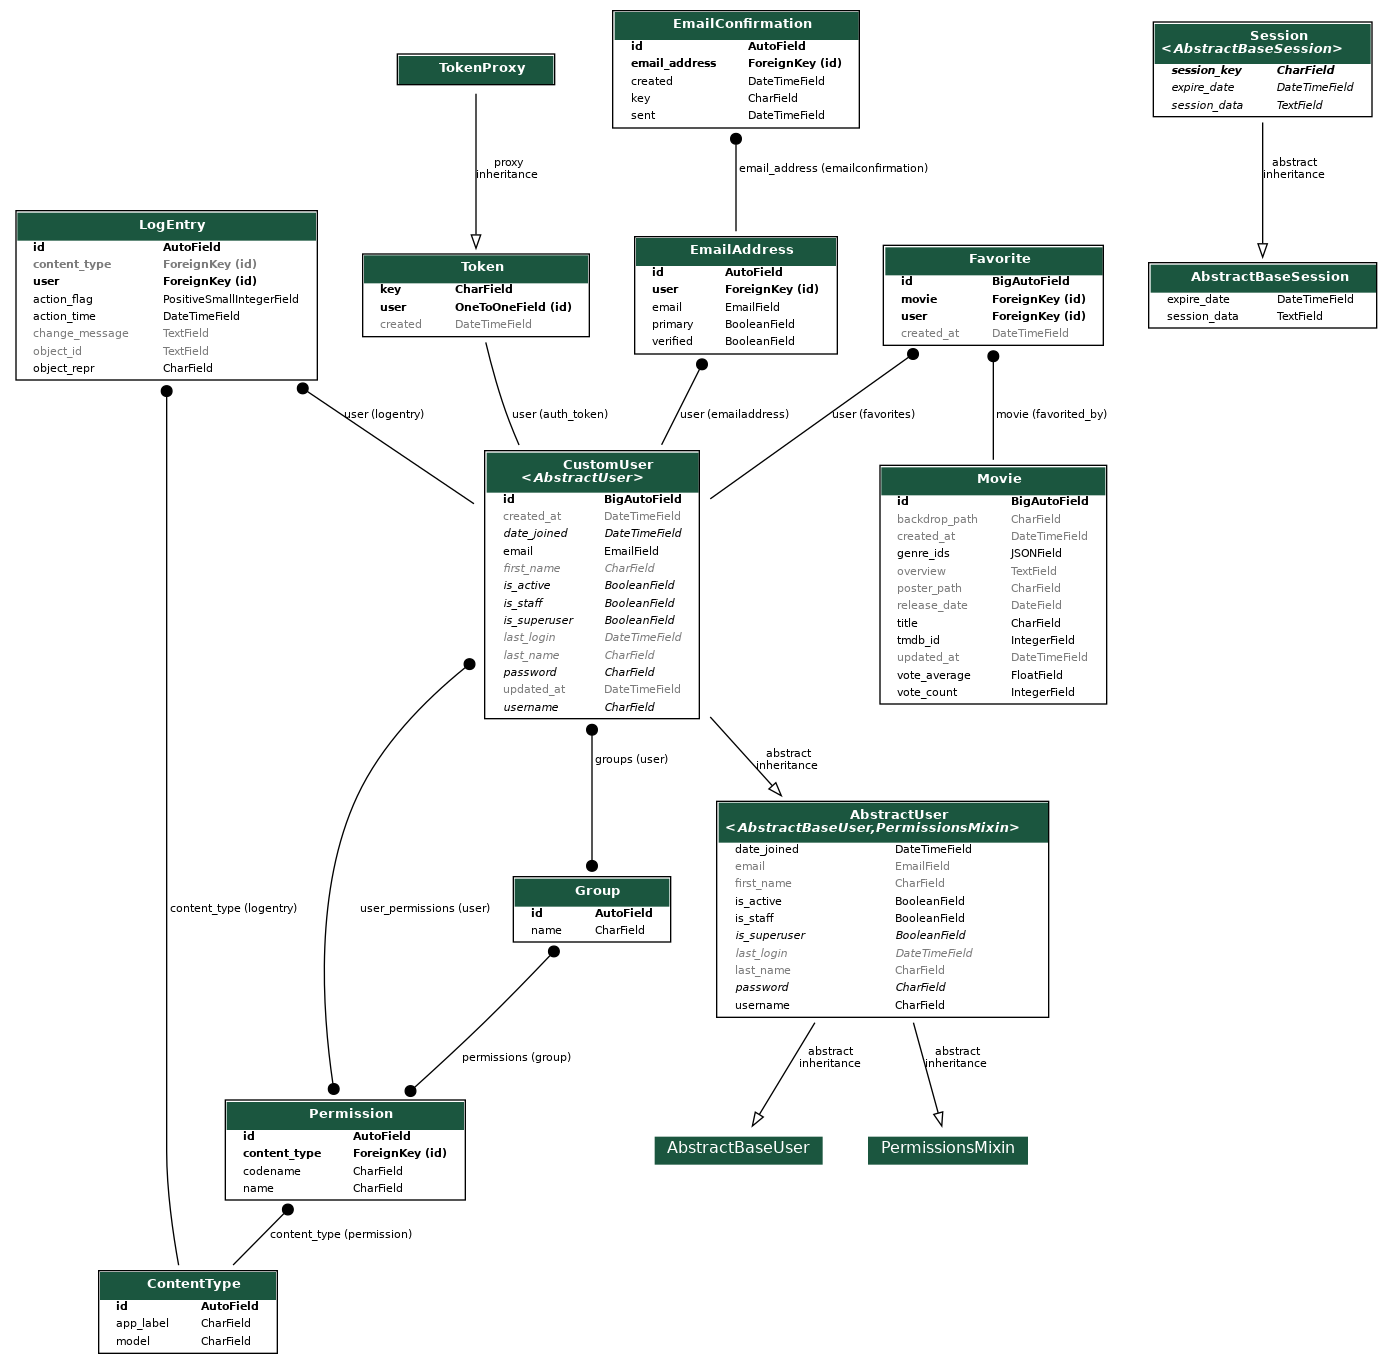 EmailConfirmation
id AutoField
email_address ForeignKey (id)
created DateTimeField
key CharField
sent DateTimeField
Session
<AbstractBaseSession>
session_key CharField
expire_date DateTimeField
session_data TextField
TokenProxy
proxy
inheritance
email_address (emailconfirmation)
abstract
inheritance
LogEntry
id AutoField
content_type ForeignKey (id)
user ForeignKey (id)
action_flag PositiveSmallIntegerField
action_time DateTimeField
change_message TextField
object_id TextField
object_repr CharField
Token
key CharField
user OneToOneField (id)
created DateTimeField
EmailAddress
id AutoField
user ForeignKey (id)
email EmailField
primary BooleanField
verified BooleanField
Favorite
id BigAutoField
movie ForeignKey (id)
user ForeignKey (id)
created_at DateTimeField
AbstractBaseSession
expire_date DateTimeField
session_data TextField
user (logentry)
user (auth_token)
user (emailaddress)
user (favorites)
movie (favorited_by)
CustomUser
<AbstractUser>
id BigAutoField
created_at DateTimeField
date_joined DateTimeField
email EmailField
first_name CharField
is_active BooleanField
is_staff BooleanField
is_superuser BooleanField
last_login DateTimeField
last_name CharField
password CharField
updated_at DateTimeField
username CharField
Movie
id BigAutoField
backdrop_path CharField
created_at DateTimeField
genre_ids JSONField
overview TextField
poster_path CharField
release_date DateField
title CharField
tmdb_id IntegerField
updated_at DateTimeField
vote_average FloatField
vote_count IntegerField
groups (user)
abstract
inheritance
AbstractUser
<AbstractBaseUser,PermissionsMixin>
date_joined DateTimeField
email EmailField
first_name CharField
is_active BooleanField
is_staff BooleanField
is_superuser BooleanField
last_login DateTimeField
last_name CharField
password CharField
username CharField
content_type (logentry)
user_permissions (user)
Group
id AutoField
name CharField
permissions (group)
abstract
inheritance
abstract
inheritance
Permission
id AutoField
content_type ForeignKey (id)
codename CharField
name CharField
AbstractBaseUser
PermissionsMixin
content_type (permission)
ContentType
id AutoField
app_label CharField
model CharField